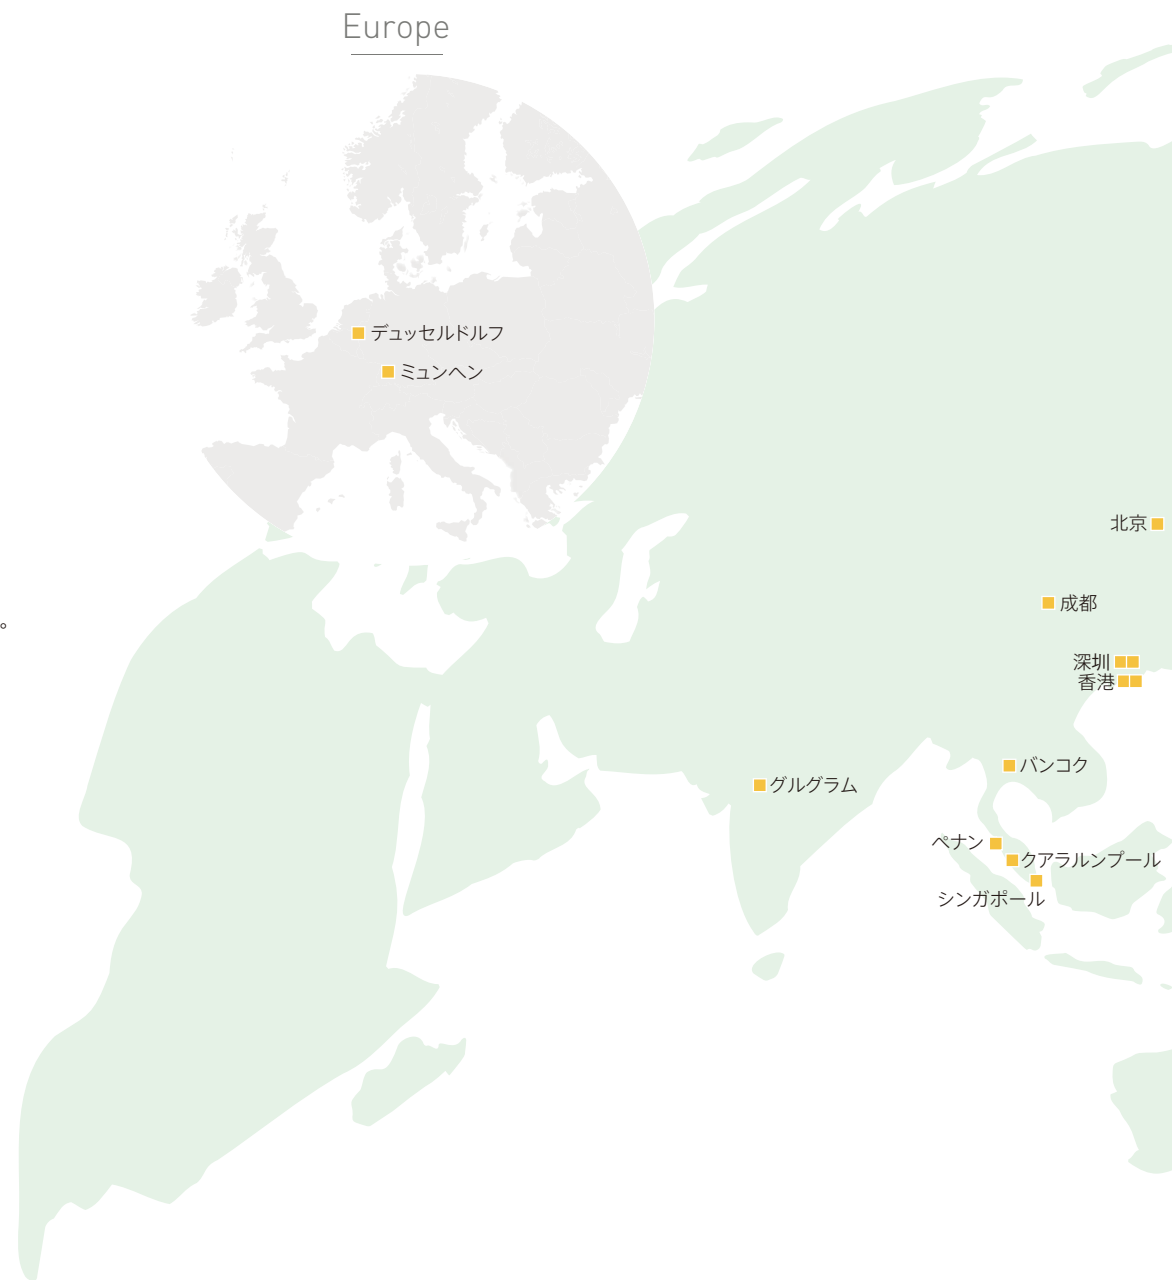 Europe
デュッセルドルフ
ミュンヘン
北京
成都
。
深圳
香港
バンコク
グルグラム
ペナン
クアラルンプール
シンガポール